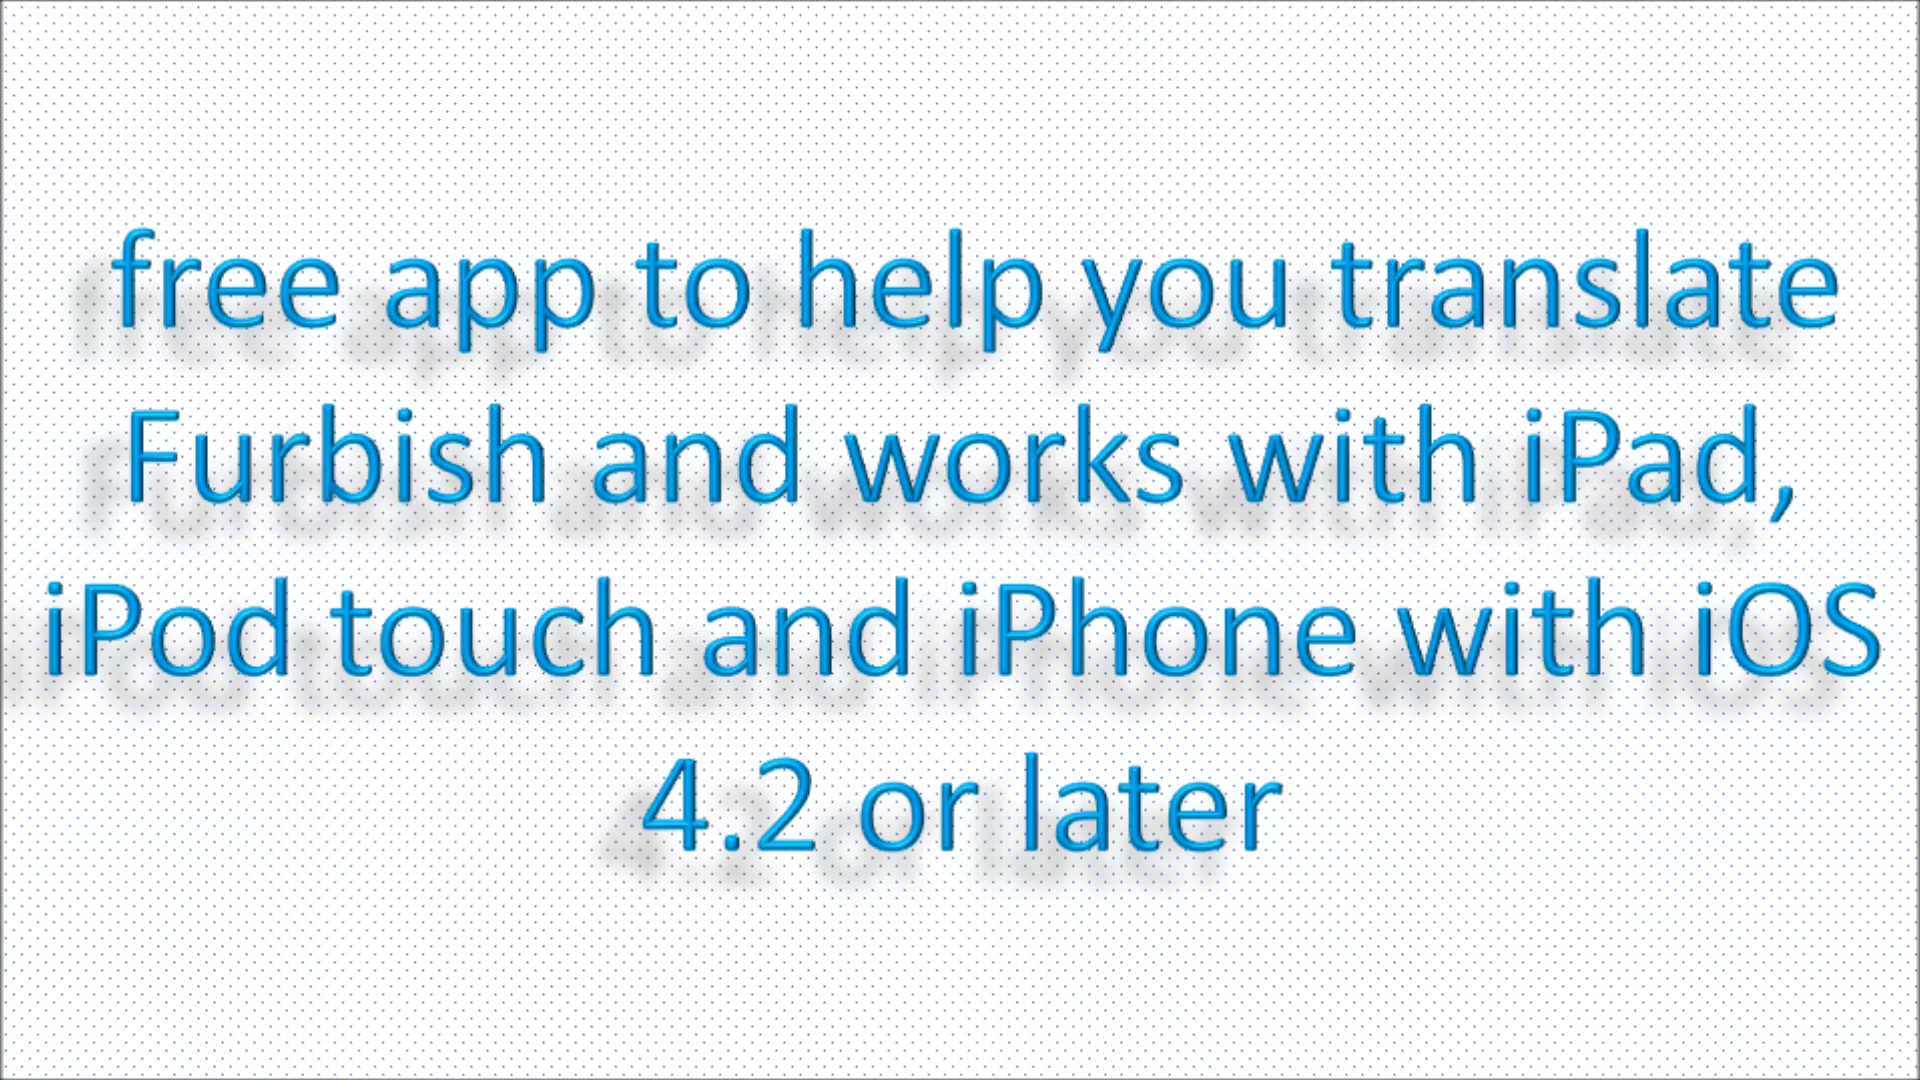 free app to help you translate
Furbish and works with iPad,
iPod touch and iPhone with iOS
4.2 or later